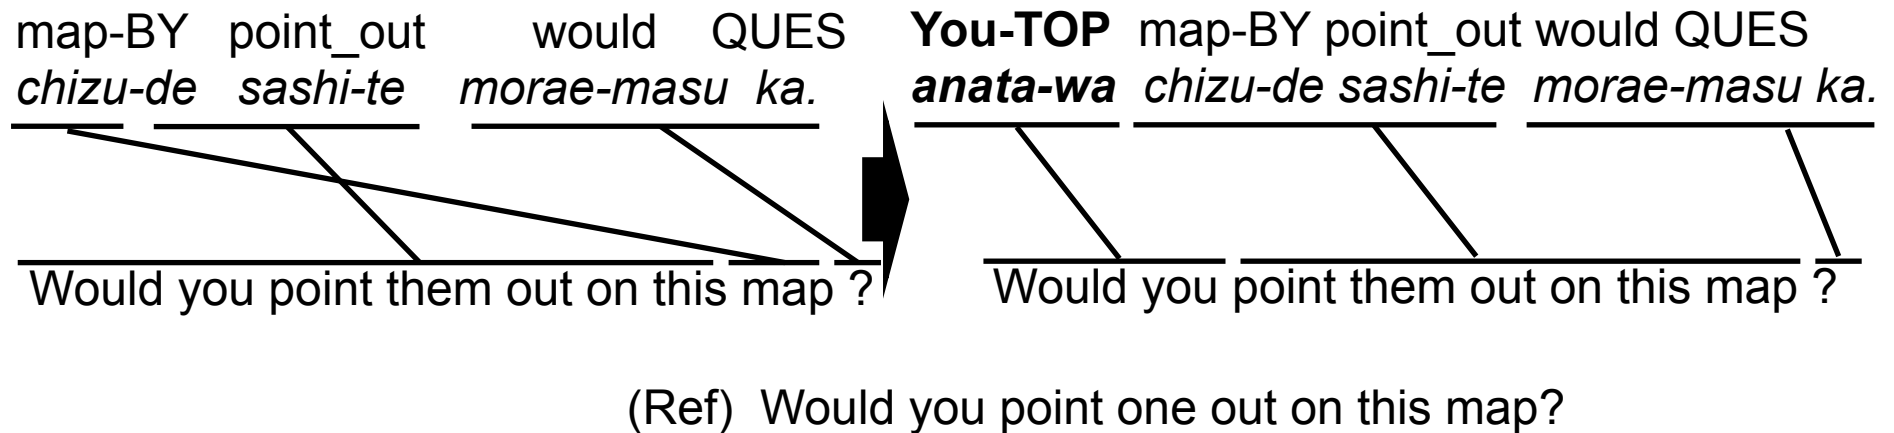 map-BY point_out would QUES
chizu-de sashi-te morae-masu ka.
Would you point them out on this map ?
You-TOP map-BY point_out would QUES
anata-wa chizu-de sashi-te morae-masu ka.
Would you point them out on this map ?
(Ref) Would you point one out on this map?